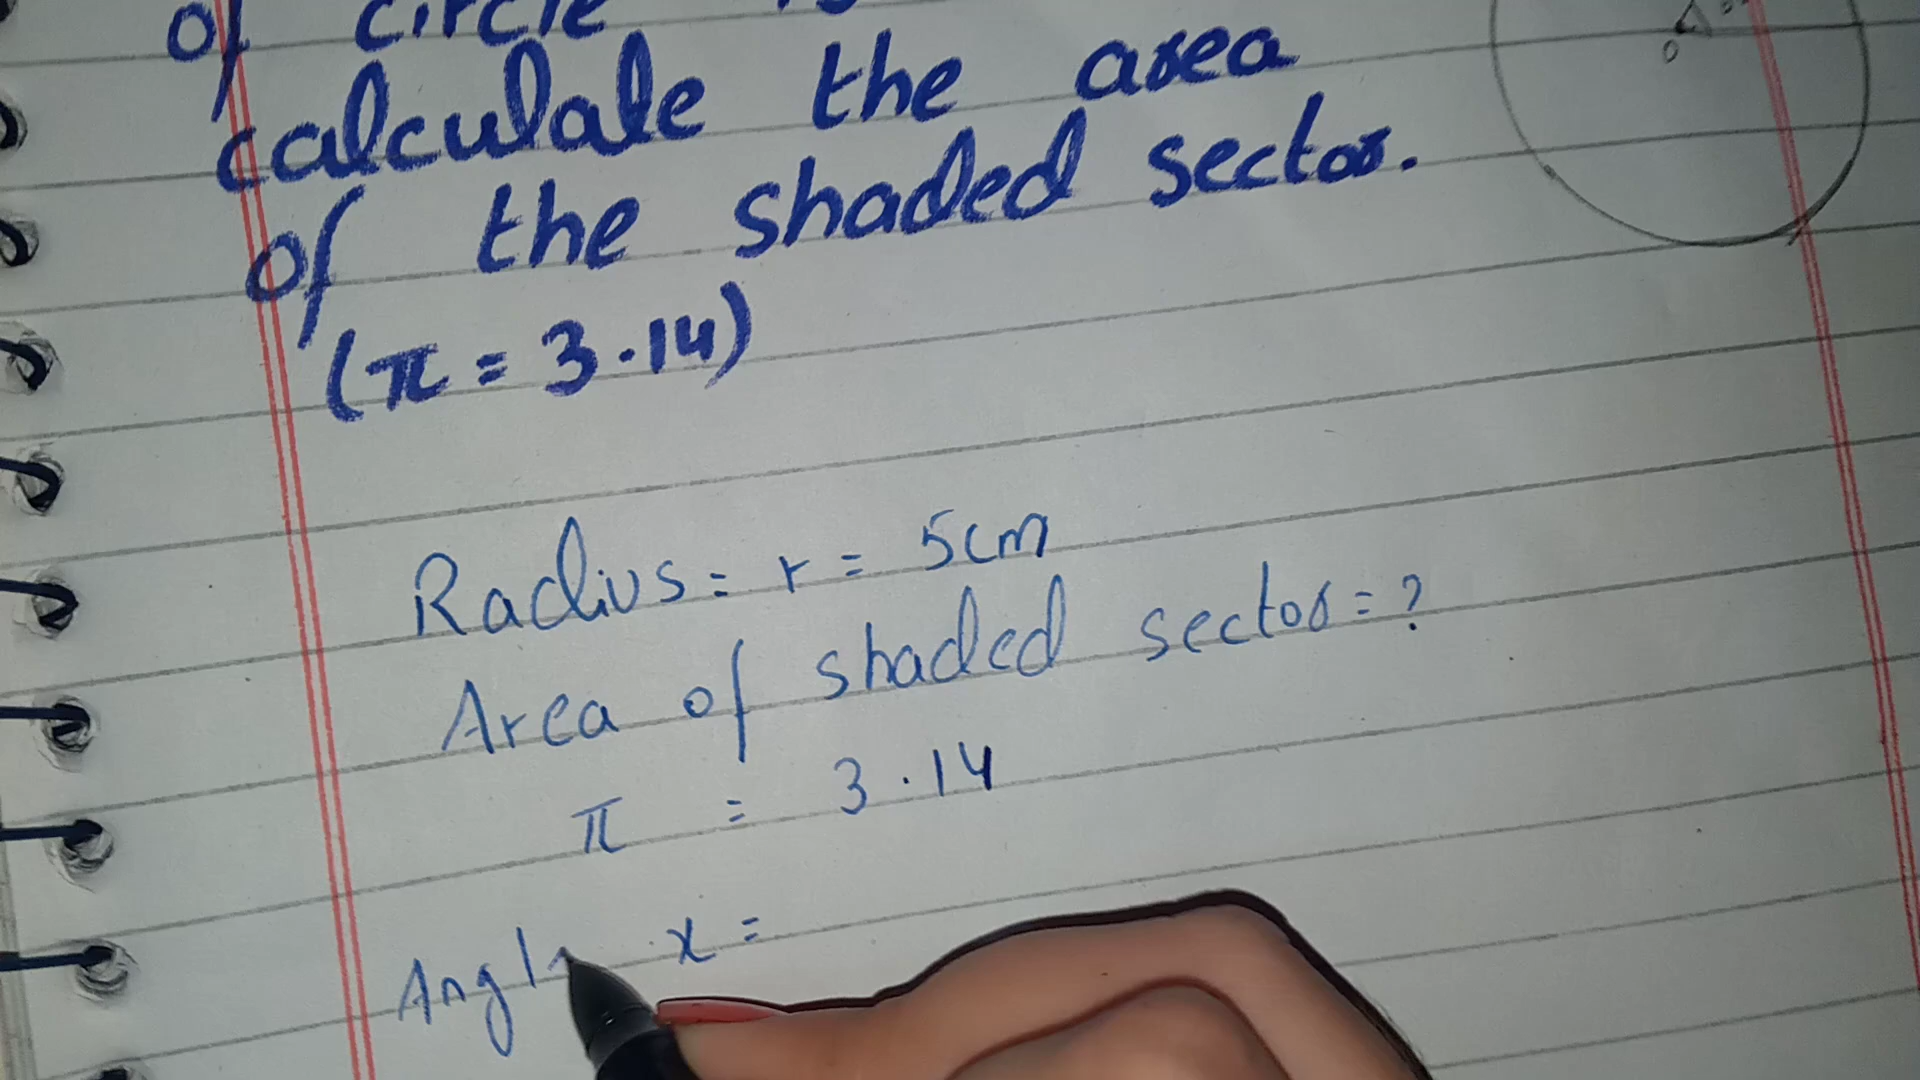 of circle
calculate the area
of the shaded sector.
(π = 3.14)
Radius = r = 5cm
Area of shaded sector = ?
π = 3.14
x =
O